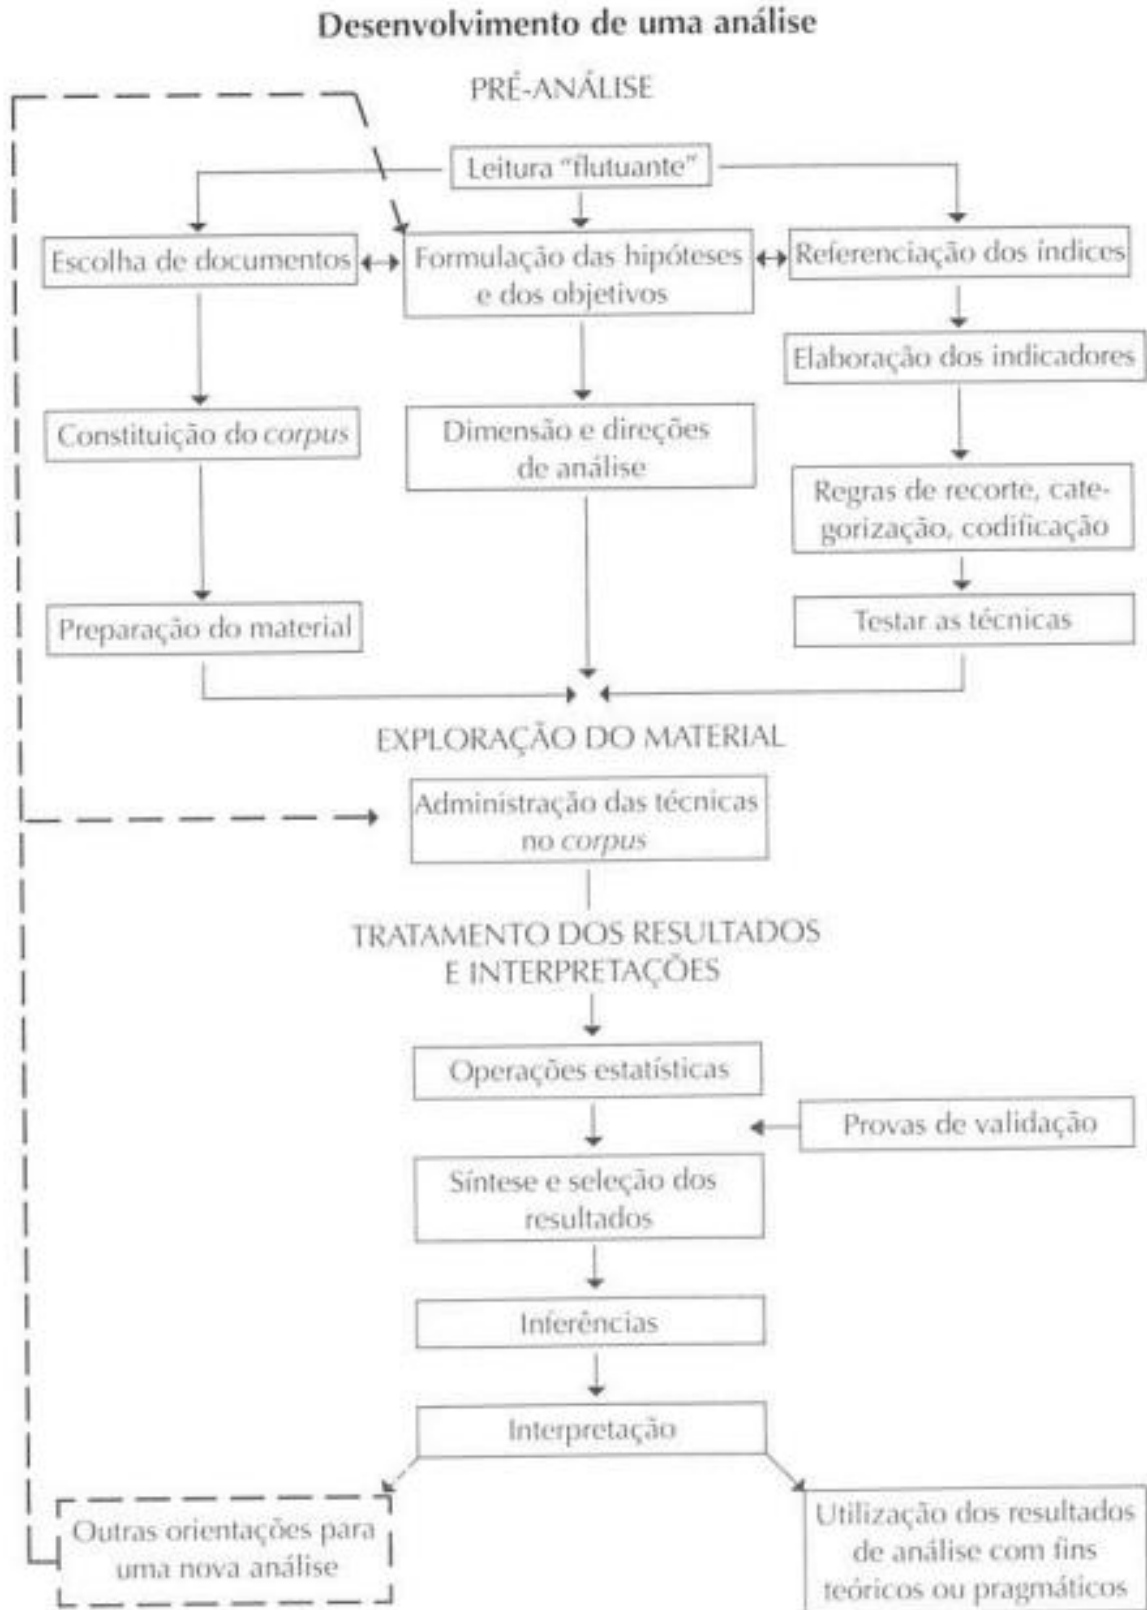 Desenvolvimento de uma análise
PRÉ-ANÁLISE
Leitura “flutuante”
Escolha de documentos
Formulação das hipóteses
e dos objetivos
Referenciação dos índices
Elaboração dos indicadores
Constituição do corpus
Dimensão e direções
de análise
Regras de recorte, cate-
gorização, codificação
Preparação do material
Testar as técnicas
EXPLORAÇÃO DO MATERIAL
Administração das técnicas
no corpus
TRATAMENTO DOS RESULTADOS
E INTERPRETAÇÕES
Operações estatísticas
Provas de validação
Síntese e seleção dos
resultados
Inferências
Interpretação
Outras orientações para
uma nova análise
Utilização dos resultados
de análise com fins
teóricos ou pragmáticos